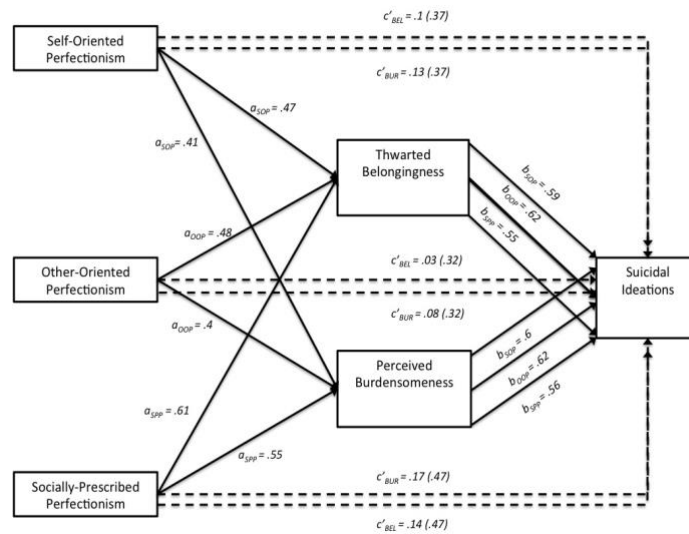 c'BEL = .1 (.37)
Self-Oriented
Perfectionism
c'BUR = .13 (.37)
aSOP = .47
aSOP = .41
Thwarted
Belongingness
bSOP = .59
bOOP = .62
bSPP = .55
aOOP = .48
c'BEL = .03 (.32)
Other-Oriented
Perfectionism
Suicidal
Ideations
c'BUR = .08 (.32)
aOOP = .4
Perceived
Burdensomeness
bSOP = .6
bOOP = .62
bSPP = .56
aSPP = .61
aSPP = .55
c'BUR = .17 (.47)
Socially-Prescribed
Perfectionism
c'BEL = .14 (.47)